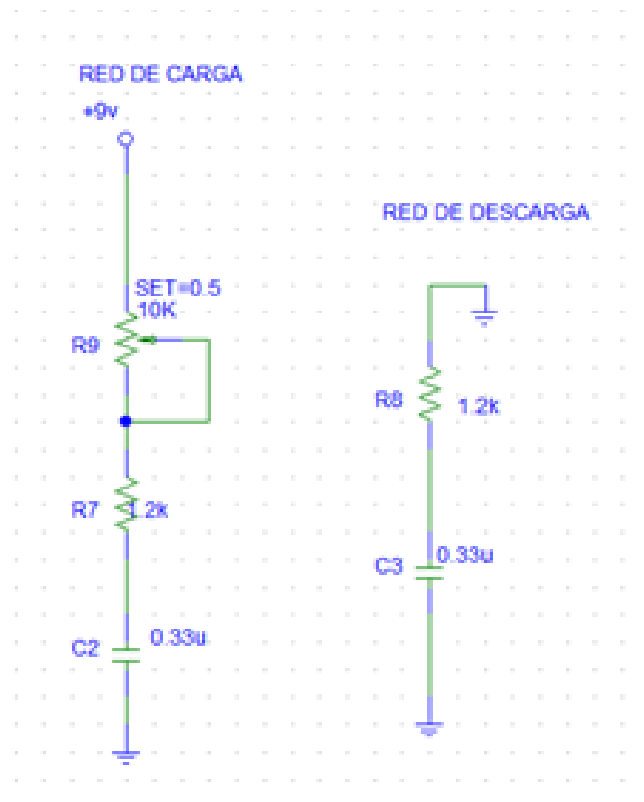 RED DE CARGA
+9v
SET=0.5
10K
R9
R7
1.2k
C2
0.33u
RED DE DESCARGA
R8
1.2k
C3
0.33u